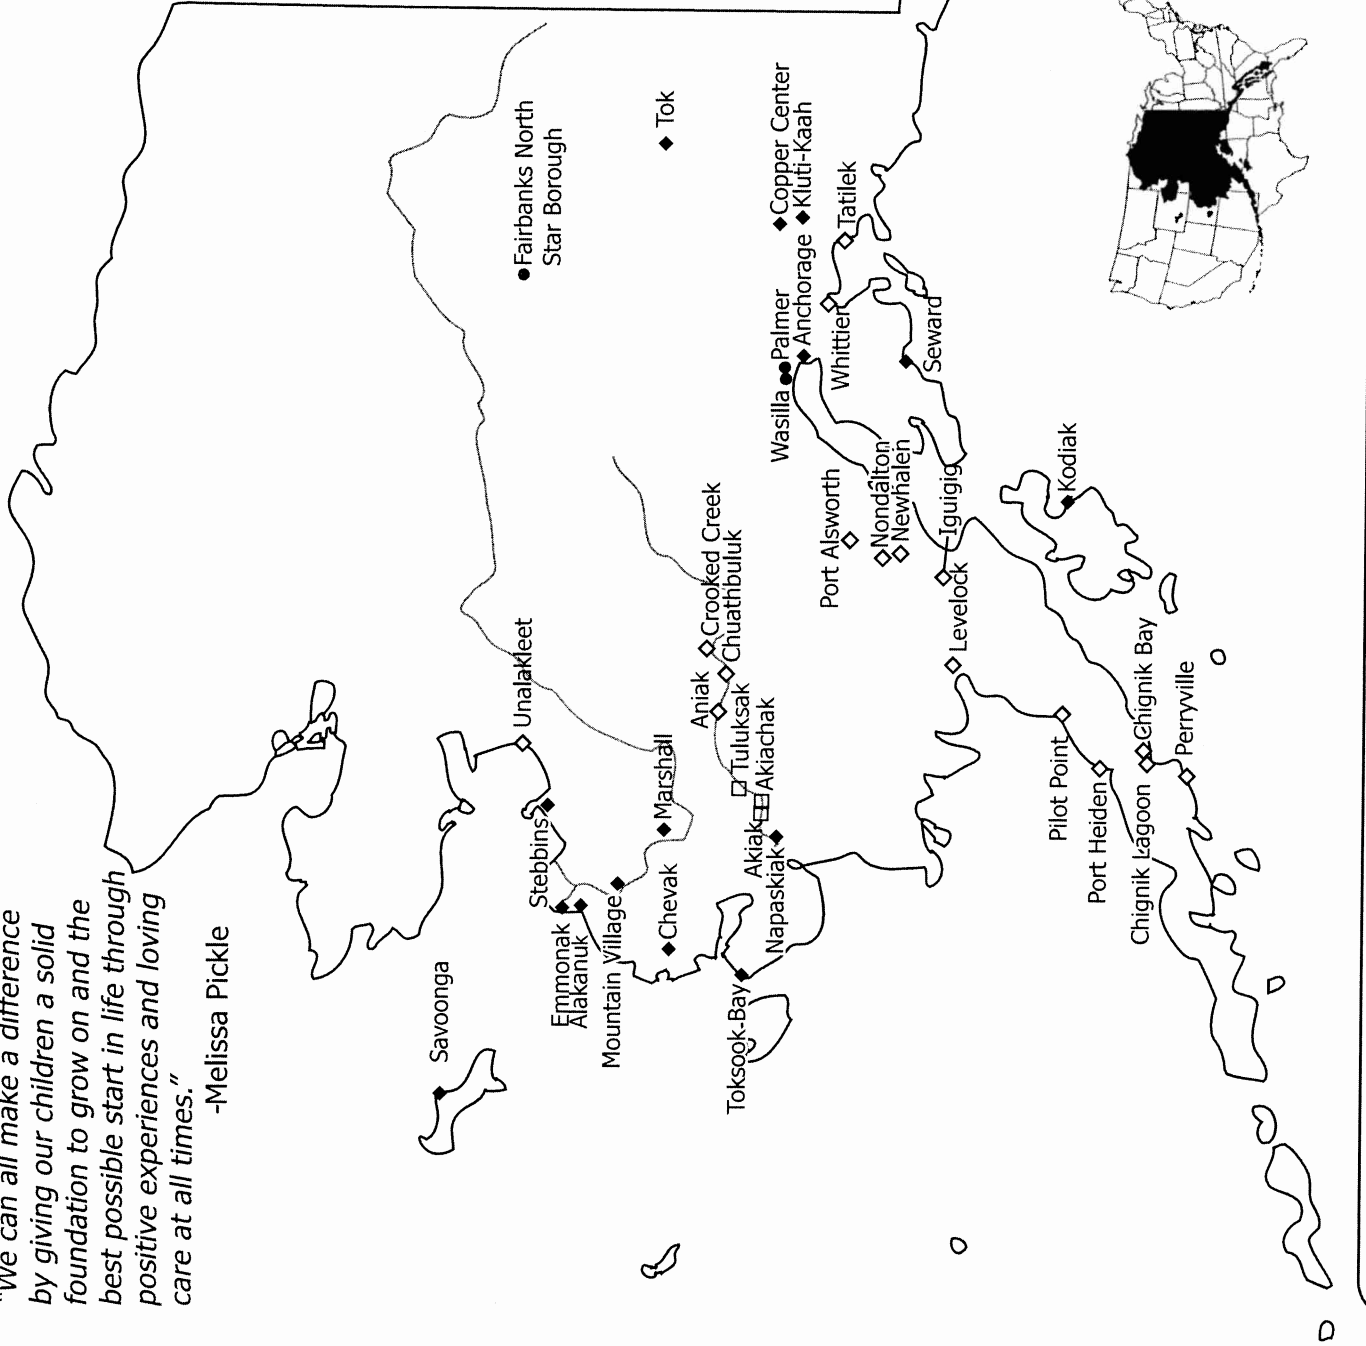 "We can all make a difference
by giving our children a solid
foundation to grow on and the
best possible start in life through
positive experiences and loving
care at all times."
-Melissa Pickle
Savoonga
Unalakleet
Stebbins
Emmonak
Alakanuk
Mountain Village
Marshall
Chevak
Toksook-Bay
Fairbanks North
Star Borough
Tok
Crooked Creek
Chuathbuluk
Aniak
Tuluksak
Akiachak
Akiak
Napaskiak
Copper Center
Kluti-Kaah
Palmer
Wasilla
Anchorage
Tatilek
Whittier
Seward
Port Alsworth
Nondalton
Newhalen
Iguigig
Levelock
Kodiak
Pilot Point
Port Heiden
Chignik Bay
Chignik Lagoon
Perryville